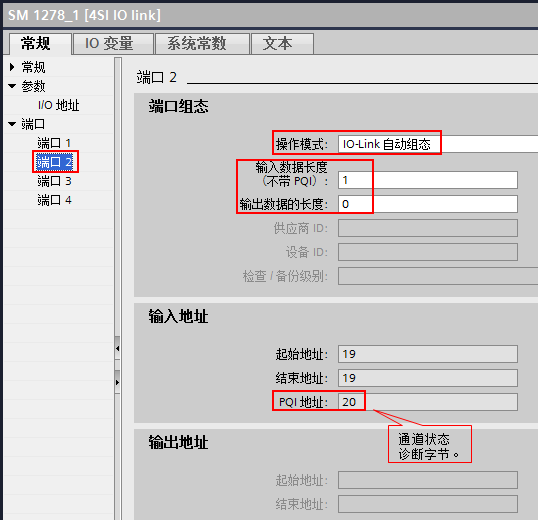 SM 1278_1 [4SI IO link]
常规 IO 变量 系统常数 文本
常规
参数
I/O 地址
端口
端口 1
端口 2
端口 3
端口 4
端口 2
端口组态
操作模式: IO-Link 自动组态
输入数据长度
(不带 PQI): 1
输出数据的长度: 0
供应商 ID:
设备 ID:
检查 / 备份级别:
输入地址
起始地址: 19
结束地址: 19
PQI 地址: 20
通道状态
诊断字节。
输出地址
起始地址:
结束地址: